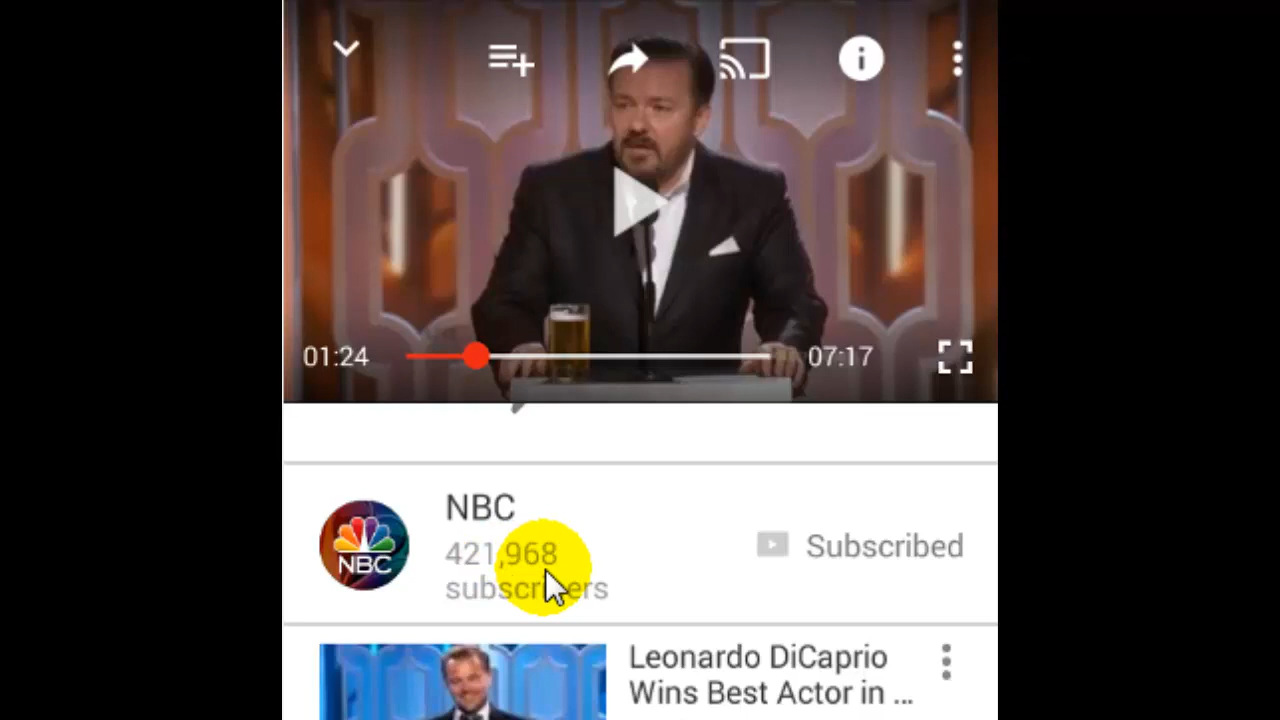 01:24
07:17
NBC
421,968
subscribers
Subscribed
NBC
Leonardo DiCaprio
Wins Best Actor in ...